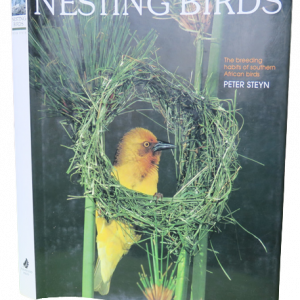 NESTING BIRDS
The breeding
habits of southern
African birds
PETER STEYN